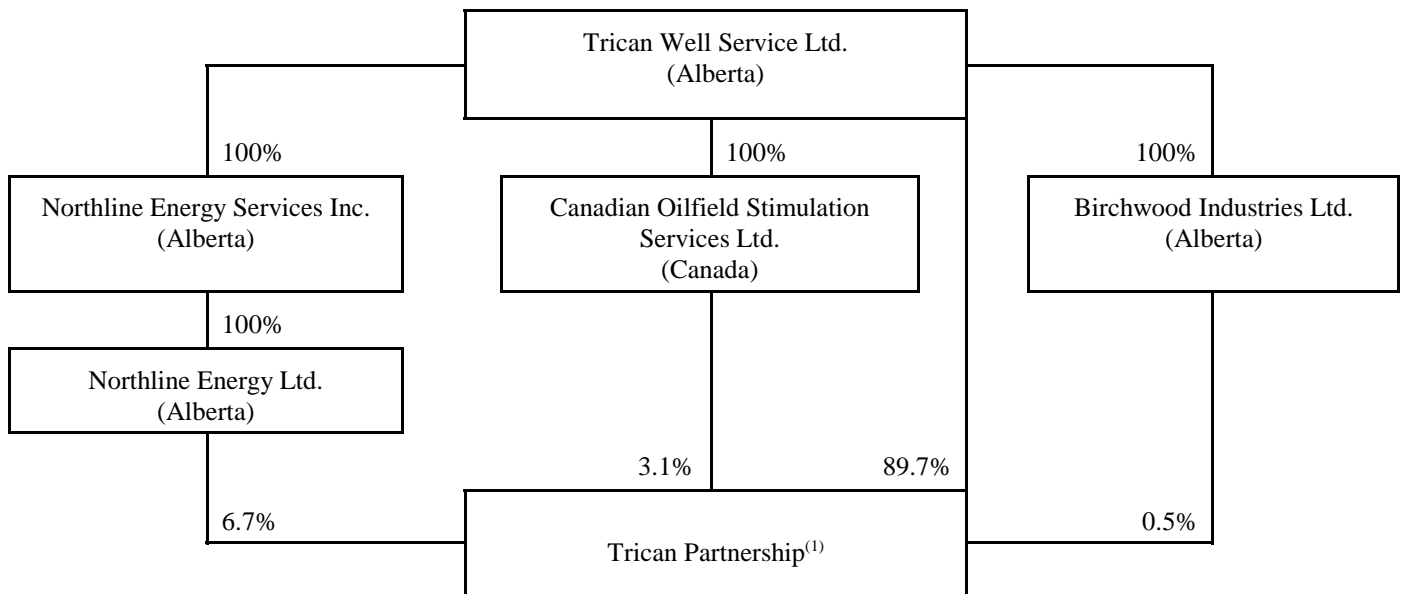 Trican Well Service Ltd.
(Alberta)
100%
100%
100%
Northline Energy Services Inc.
(Alberta)
Canadian Oilfield Stimulation
Services Ltd.
(Canada)
Birchwood Industries Ltd.
(Alberta)
100%
Northline Energy Ltd.
(Alberta)
3.1%
89.7%
6.7%
0.5%
Trican Partnership(1)